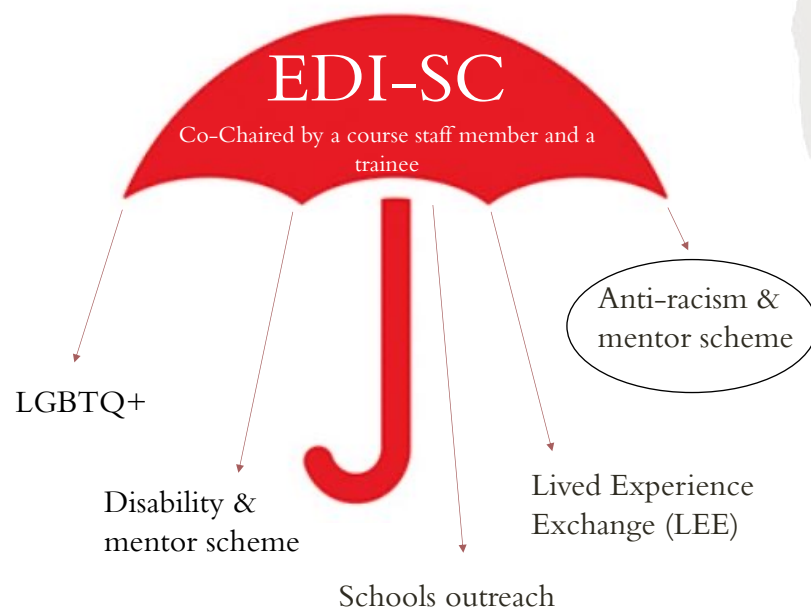 EDI-SC
Co-Chaired by a course staff member and a
trainee
Anti-racism &
mentor scheme
LGBTQ+
Disability &
mentor scheme
Lived Experience
Exchange (LEE)
Schools outreach